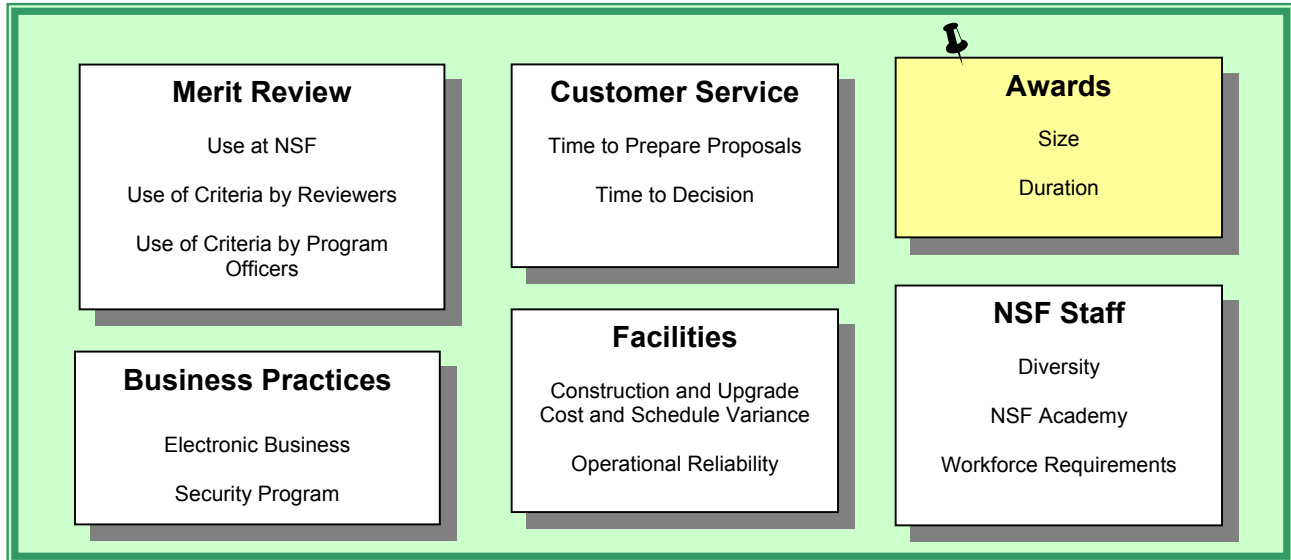 Merit Review
Use at NSF
Use of Criteria by Reviewers
Use of Criteria by Program
Officers
Customer Service
Time to Prepare Proposals
Time to Decision
Awards
Size
Duration
Business Practices
Electronic Business
Security Program
Facilities
Construction and Upgrade
Cost and Schedule Variance
Operational Reliability
NSF Staff
Diversity
NSF Academy
Workforce Requirements